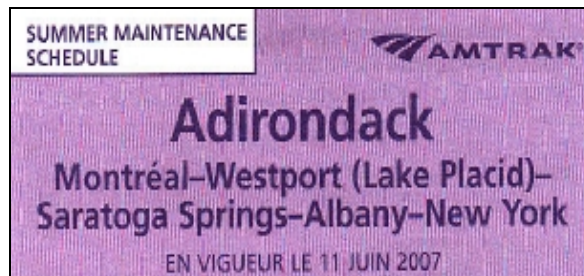 SUMMER MAINTENANCE
SCHEDULE
AMTRAK
Adirondack
Montréal–Westport (Lake Placid)–
Saratoga Springs–Albany–New York
EN VIGUEUR LE 11 JUIN 2007